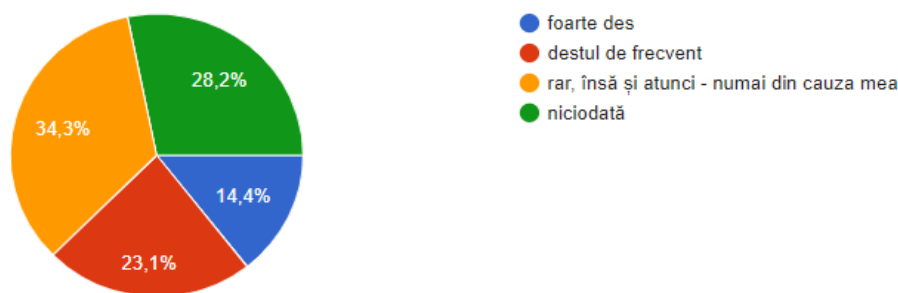 foarte des
destul de frecvent
rar, însă și atunci - numai din cauza mea
niciodată
28,2%
34,3%
14,4%
23,1%